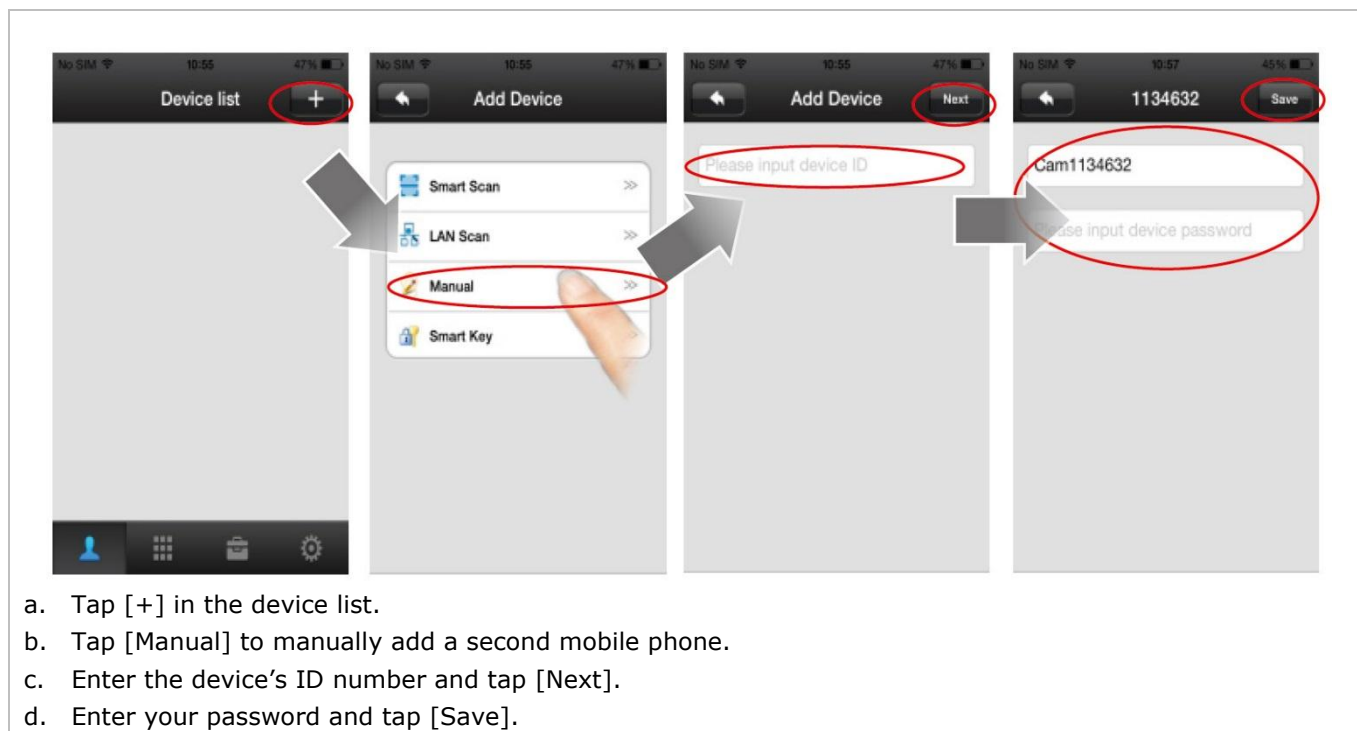 No SIM 10:55 47%
Device list +
No SIM 10:55 47%
Add Device
Smart Scan
LAN Scan
Manual
Smart Key
No SIM 10:55 47%
Add Device Next
Please input device ID
No SIM 10:57 45%
1134632 Save
Cam1134632
Please input device password
a. Tap [+] in the device list.
b. Tap [Manual] to manually add a second mobile phone.
c. Enter the device’s ID number and tap [Next].
d. Enter your password and tap [Save].